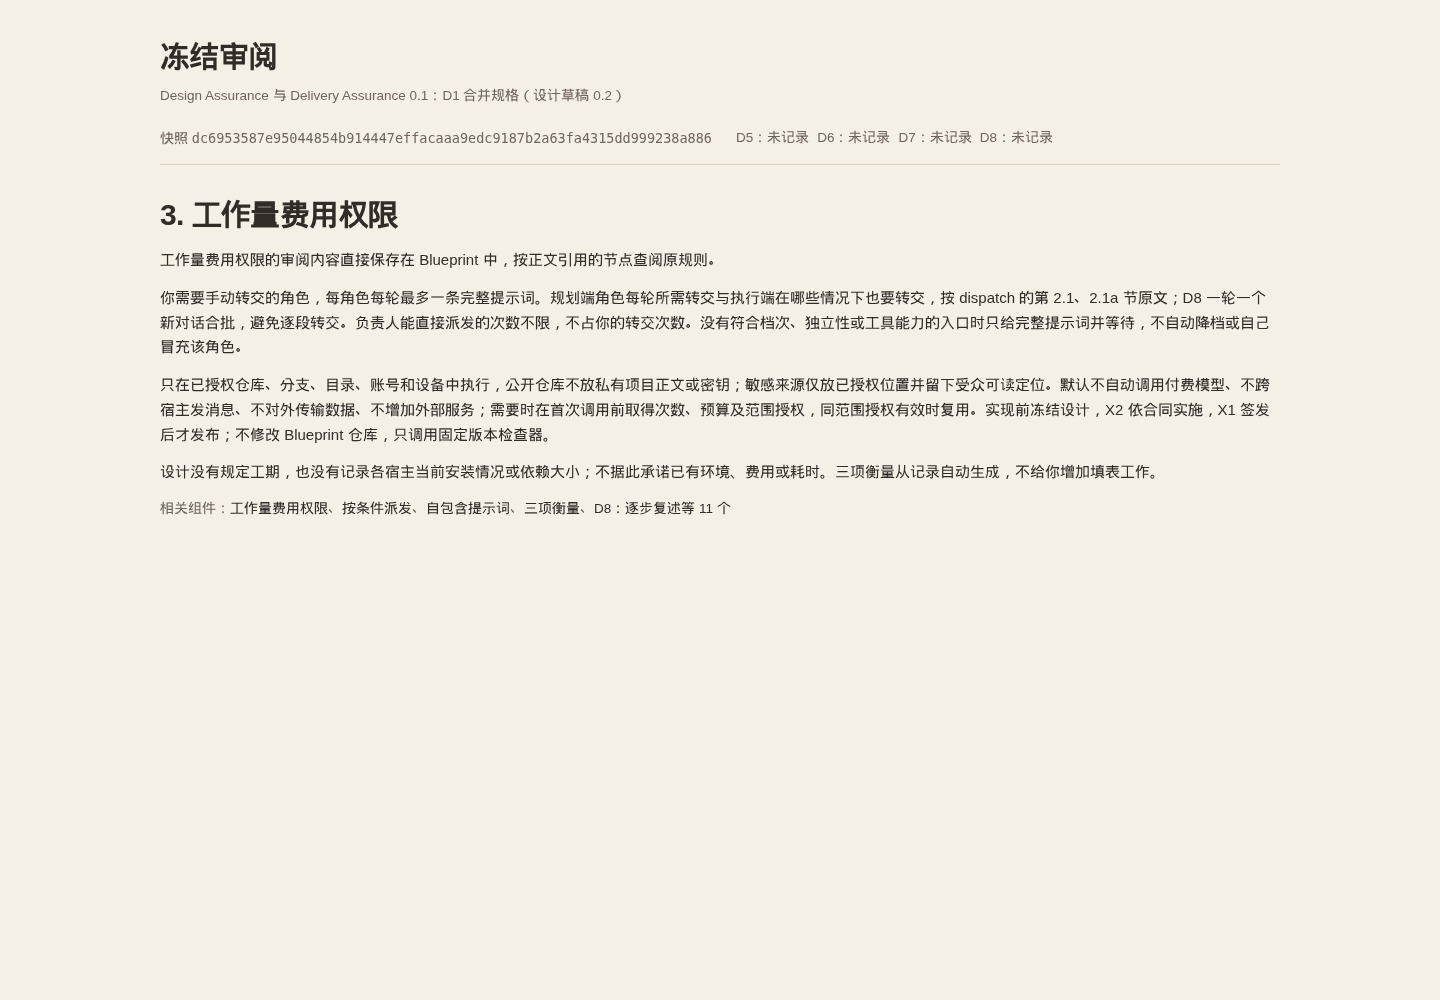 冻结审阅
Design Assurance 与 Delivery Assurance 0.1：D1 合并规格（设计草稿 0.2）
快照 dc6953587e95044854b914447effacaaa9edc9187b2a63fa4315dd999238a886 D5：未记录 D6：未记录 D7：未记录 D8：未记录
3. 工作量费用权限
工作量费用权限的审阅内容直接保存在 Blueprint 中，按正文引用的节点查阅原规则。
你需要手动转交的角色，每角色每轮最多一条完整提示词。规划端角色每轮所需转交与执行端在哪些情况下也要转交，按 dispatch 的第 2.1、2.1a 节原文；D8 一轮一个
新对话合批，避免逐段转交。负责人能直接派发的次数不限，不占你的转交次数。没有符合档次、独立性或工具能力的入口时只给完整提示词并等待，不自动降档或自己
冒充该角色。
只在已授权仓库、分支、目录、账号和设备中执行，公开仓库不放私有项目正文或密钥；敏感来源仅放已授权位置并留下受众可读定位。默认不自动调用付费模型、不跨
宿主发消息、不对外传输数据、不增加外部服务；需要时在首次调用前取得次数、预算及范围授权，同范围授权有效时复用。实现前冻结设计，X2 依合同实施，X1 签发
后才发布；不修改 Blueprint 仓库，只调用固定版本检查器。
设计没有规定工期，也没有记录各宿主当前安装情况或依赖大小；不据此承诺已有环境、费用或耗时。三项衡量从记录自动生成，不给你增加填表工作。
相关组件：工作量费用权限、按条件派发、自包含提示词、三项衡量、D8：逐步复述等 11 个